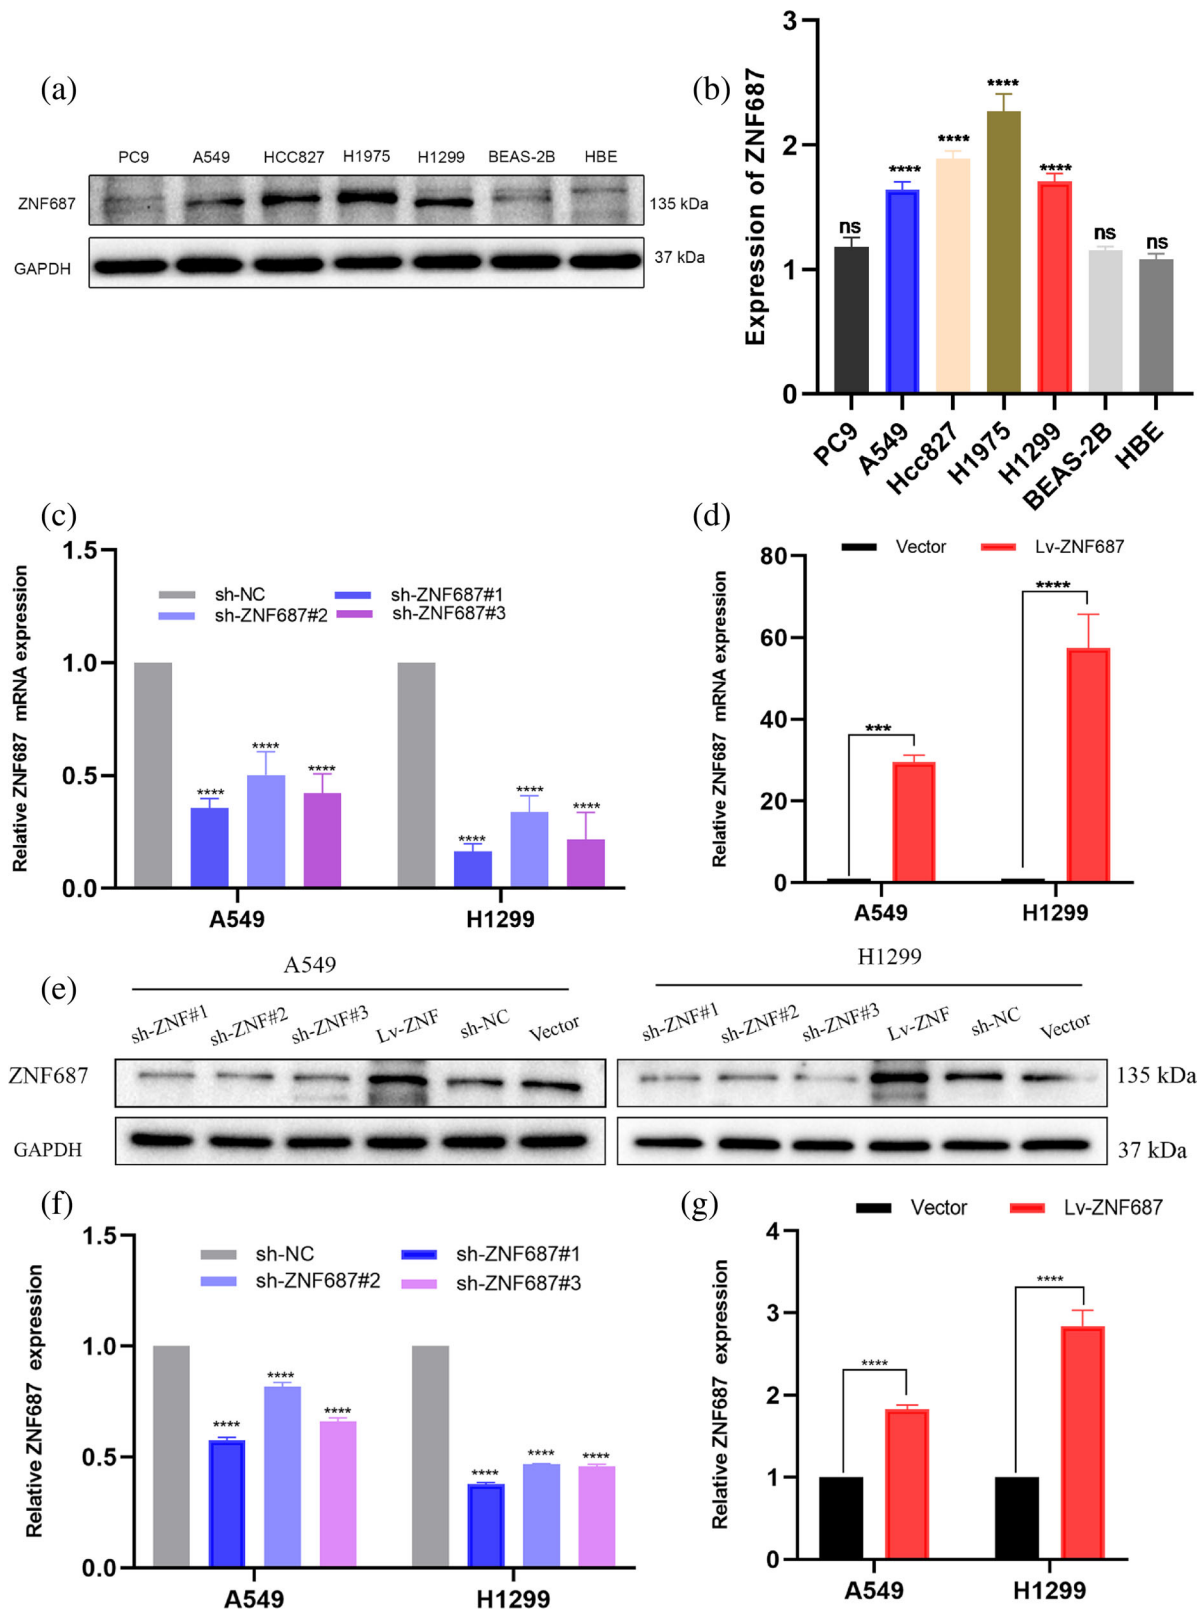 (a)
PC9 A549 HCC827 H1975 H1299 BEAS-2B HBE
ZNF687 135 kDa
GAPDH 37 kDa
(b)
Expression of ZNF687
3
2
1
0
ns **** **** **** **** ns ns
PC9 A549 Hcc827 H1975 H1299 BEAS-2B HBE
(c)
Relative ZNF687 mRNA expression
1.5
1.0
0.5
0.0
sh-NC sh-ZNF687#1
sh-ZNF687#2 sh-ZNF687#3
**** **** **** **** **** ****
A549 H1299
(d)
Vector Lv-ZNF687
Relative ZNF687 mRNA expression
80
60
40
20
0
*** ****
A549 H1299
(e)
A549 H1299
sh-ZNF#1 sh-ZNF#2 sh-ZNF#3 Lv-ZNF sh-NC Vector sh-ZNF#1 sh-ZNF#2 sh-ZNF#3 Lv-ZNF sh-NC Vector
ZNF687 135 kDa
GAPDH 37 kDa
(f)
Relative ZNF687 expression
1.5
1.0
0.5
0.0
sh-NC sh-ZNF687#1
sh-ZNF687#2 sh-ZNF687#3
**** **** **** **** **** ****
A549 H1299
(g)
Vector Lv-ZNF687
Relative ZNF687 expression
4
3
2
1
0
**** ****
A549 H1299